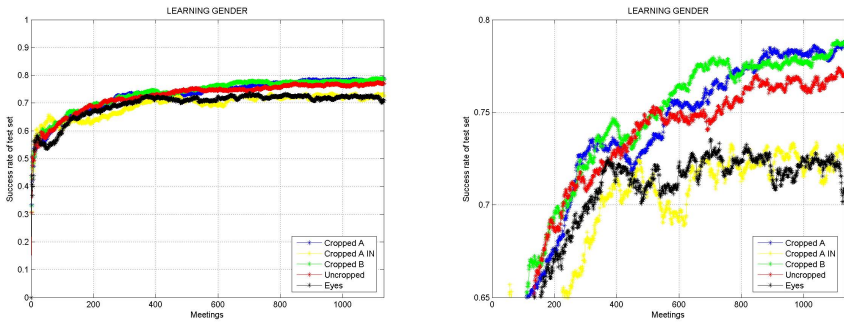 LEARNING GENDER
1
0.9
0.8
0.7
0.6
0.5
0.4
0.3
0.2
0.1
0
Success rate of test set
0 200 400 600 800 1000
Meetings
Cropped A
Cropped A IN
Cropped B
Uncropped
Eyes
LEARNING GENDER
0.8
0.75
0.7
0.65
Success rate of test set
0 200 400 600 800 1000
Meetings
Cropped A
Cropped A IN
Cropped B
Uncropped
Eyes